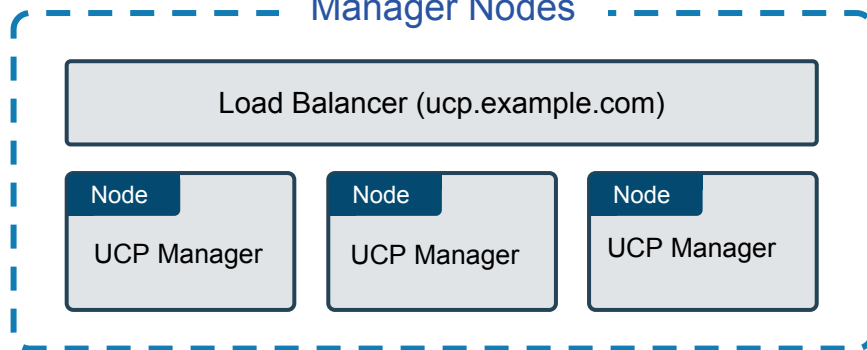 Manager Nodes
Load Balancer (ucp.example.com)
Node
Node
Node
UCP Manager
UCP Manager
UCP Manager